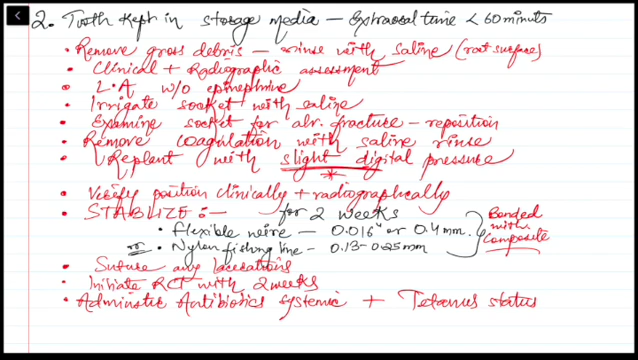 2. Tooth kept in storage media – Extraoral time < 60 minuts
• Remove gross debris – rinse with saline (root surface)
• Clinical + Radiographic assessment
• L.A w/o epinephrine
• Irrigate socket with saline
• Examine socket for alv. fracture – reposition
• Remove coagulation with saline rinse
• Replant with slight digital pressure
*
• Verify position clinically + radiographically
• STABILIZE :– for 2 weeks
• Flexible wire – 0.016" or 0.4 mm.
or • Nylon fishing line – 0.13-0.25 mm
Bonded with Composite
• Suture any lacerations
• Initiate RCT with 2 weeks
• Administer Antibiotics systemic + Tetanus status